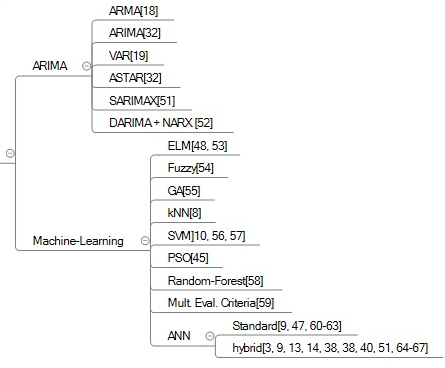 ARMA[18]
ARIMA[32]
ARIMA
VAR[19]
ASTAR[32]
SARIMAX[51]
DARIMA + NARX [52]
ELM[48, 53]
Fuzzy[54]
GA[55]
kNN[8]
Machine-Learning
SVM]10, 56, 57]
PSO[45]
Random-Forest[58]
Mult. Eval. Criteria[59]
ANN
Standard[9, 47, 60-63]
hybrid[3, 9, 13, 14, 38, 38, 40, 51, 64-67]